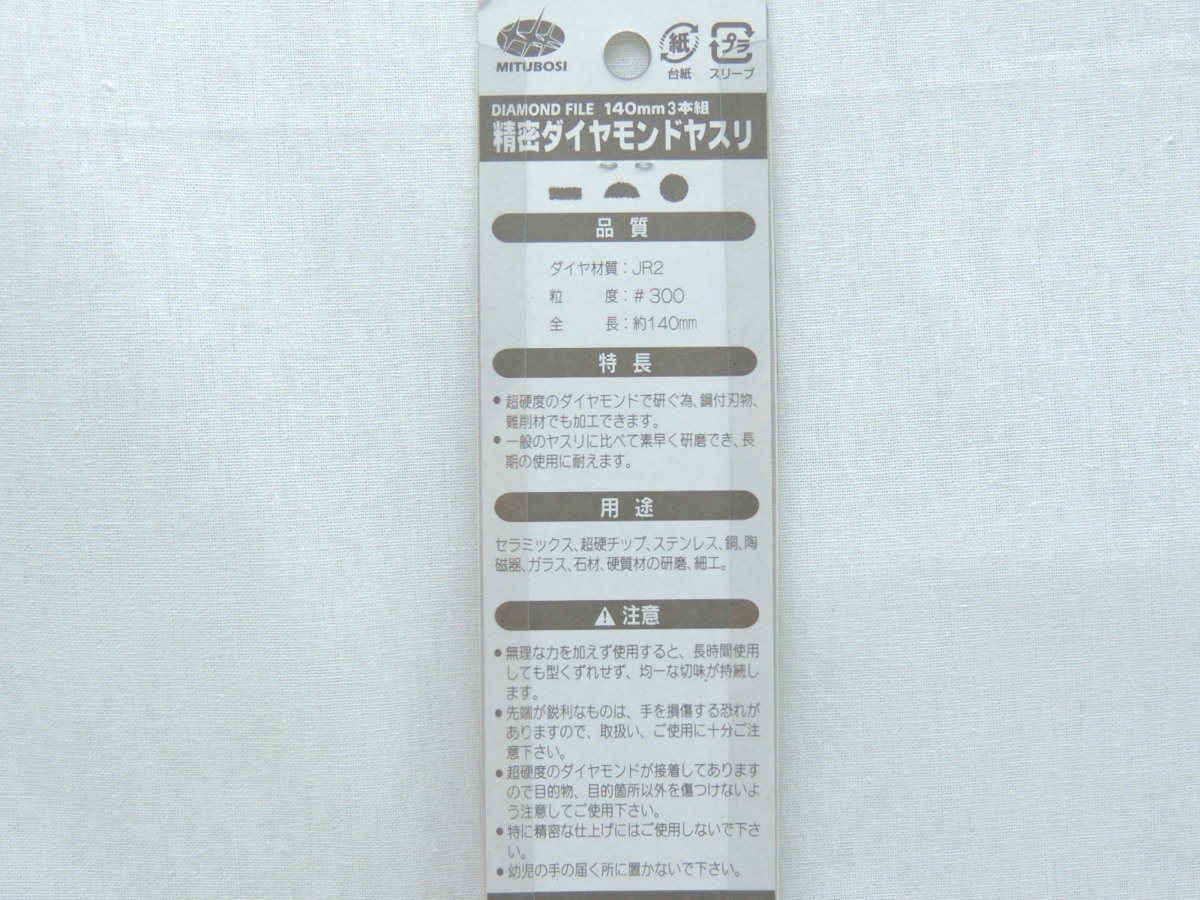 MITUBOSI
紙
台紙
プラ
スリーブ
DIAMOND FILE 140mm3本組
精密ダイヤモンドヤスリ
品質
ダイヤ材質：JR2
粒度：#300
全長：約140mm
特長
●超硬度のダイヤモンドで研ぐ為、鋼付刃物、
難削材でも加工できます。
●一般のヤスリに比べて素早く研磨でき、長
期の使用に耐えます。
用途
セラミックス、超硬チップ、ステンレス、銅、陶
磁器、ガラス、石材、硬質材の研磨、細工。
⚠注意
●無理な力を加えず使用すると、長時間使用
しても型くずれせず、均一な切味が持続し
ます。
●先端が鋭利なものは、手を損傷する恐れが
ありますので、取扱い、ご使用に十分ご注
意下さい。
●超硬度のダイヤモンドが接着してあります
ので目的物、目的箇所以外を傷つけないよ
う注意してご使用下さい。
●特に精密な仕上げにはご使用しないで下さ
い。
●幼児の手の届く所に置かないで下さい。